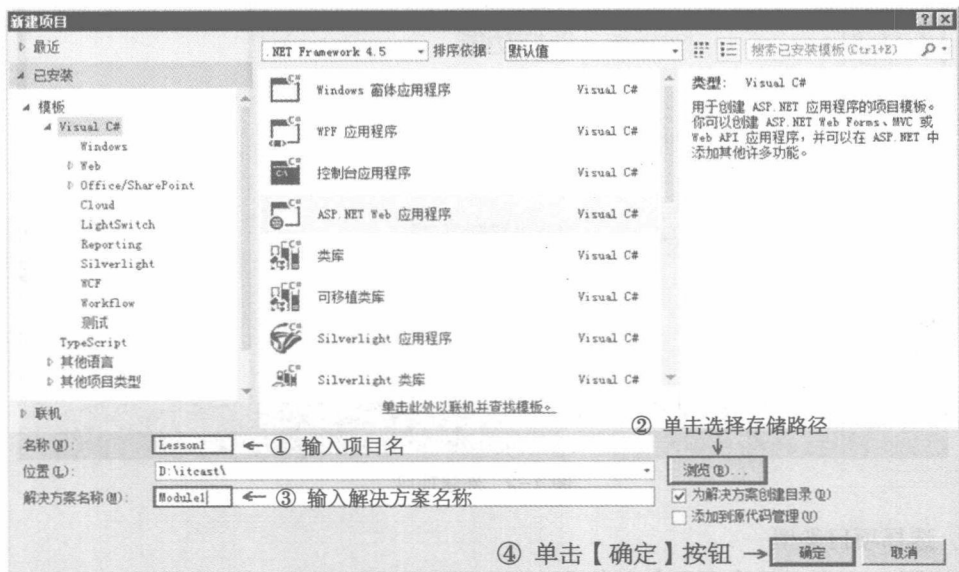 新建项目
最近
.NET Framework 4.5 排序依据: 默认值 搜索已安装模板(Ctrl+E)
已安装
模板
Visual C#
Windows
Web
Office/SharePoint
Cloud
LightSwitch
Reporting
Silverlight
WCF
Workflow
测试
TypeScript
其他语言
其他项目类型
联机
Windows 窗体应用程序 Visual C#
WPF 应用程序 Visual C#
控制台应用程序 Visual C#
ASP.NET Web 应用程序 Visual C#
类库 Visual C#
可移植类库 Visual C#
Silverlight 应用程序 Visual C#
Silverlight 类库 Visual C#
单击此处以联机并查找模板。
类型: Visual C#
用于创建 ASP.NET 应用程序的项目模板。
你可以创建 ASP.NET Web Forms、MVC 或
Web API 应用程序,并可以在 ASP.NET 中
添加其他许多功能。
② 单击选择存储路径
名称(N): Lesson1 ① 输入项目名
位置(L): D:\itcast\ 浏览(B)...
解决方案名称(M): Module1 ③ 输入解决方案名称
为解决方案创建目录(D)
添加到源代码管理(U)
④ 单击【确定】按钮 确定 取消